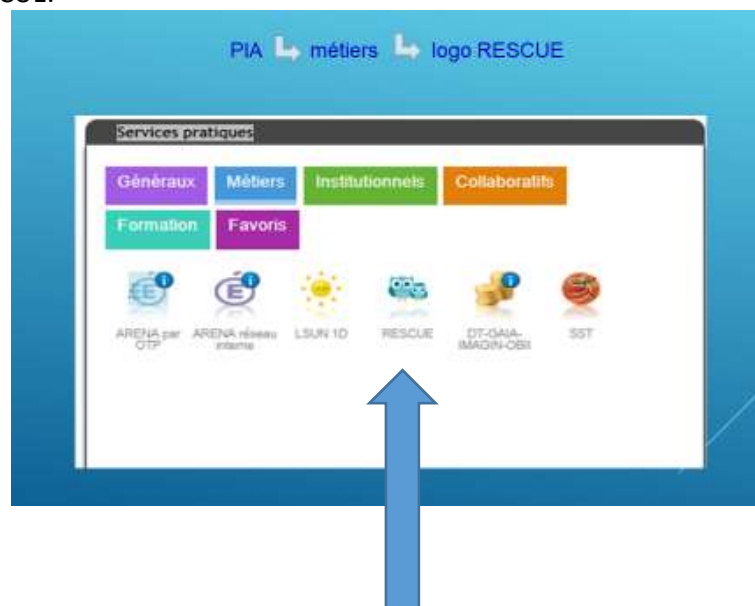 PIA métiers logo RESCUE
Services pratiques
Généraux Métiers Institutionnels Collaboratifs
Formation Favoris
ARENA par OTP
ARENA réseau interne
LSUN 1D
RESCUE
DT-GAIA-IMAGIN-OBII
SST